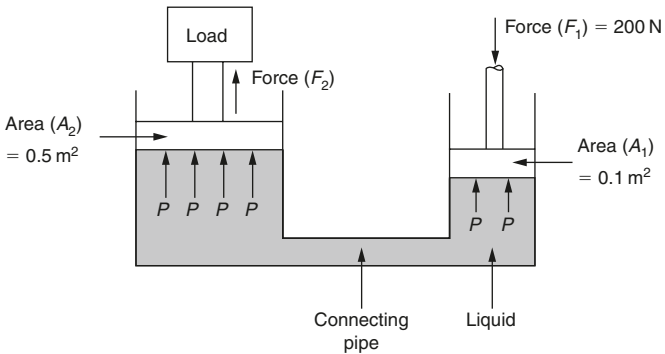 Load
Force (F₁) = 200 N
Force (F₂)
Area (A₂)
= 0.5 m²
Area (A₁)
= 0.1 m²
P P P P
P P
Connecting
pipe
Liquid